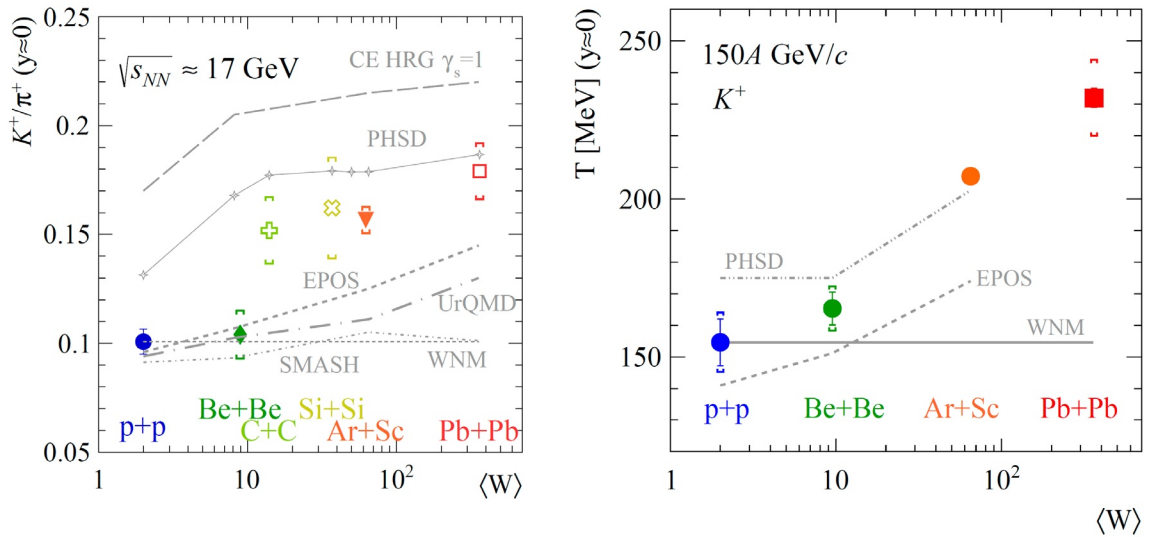 K⁺/π⁺ (y≈0)
0.25
0.2
0.15
0.1
0.05
√s_NN ≈ 17 GeV
CE HRG γ_s=1
PHSD
EPOS
UrQMD
SMASH
WNM
Be+Be
Si+Si
p+p
C+C
Ar+Sc
Pb+Pb
1
10
10²
⟨W⟩
T [MeV] (y≈0)
250
200
150
150A GeV/c
K⁺
PHSD
EPOS
WNM
p+p
Be+Be
Ar+Sc
Pb+Pb
1
10
10²
⟨W⟩